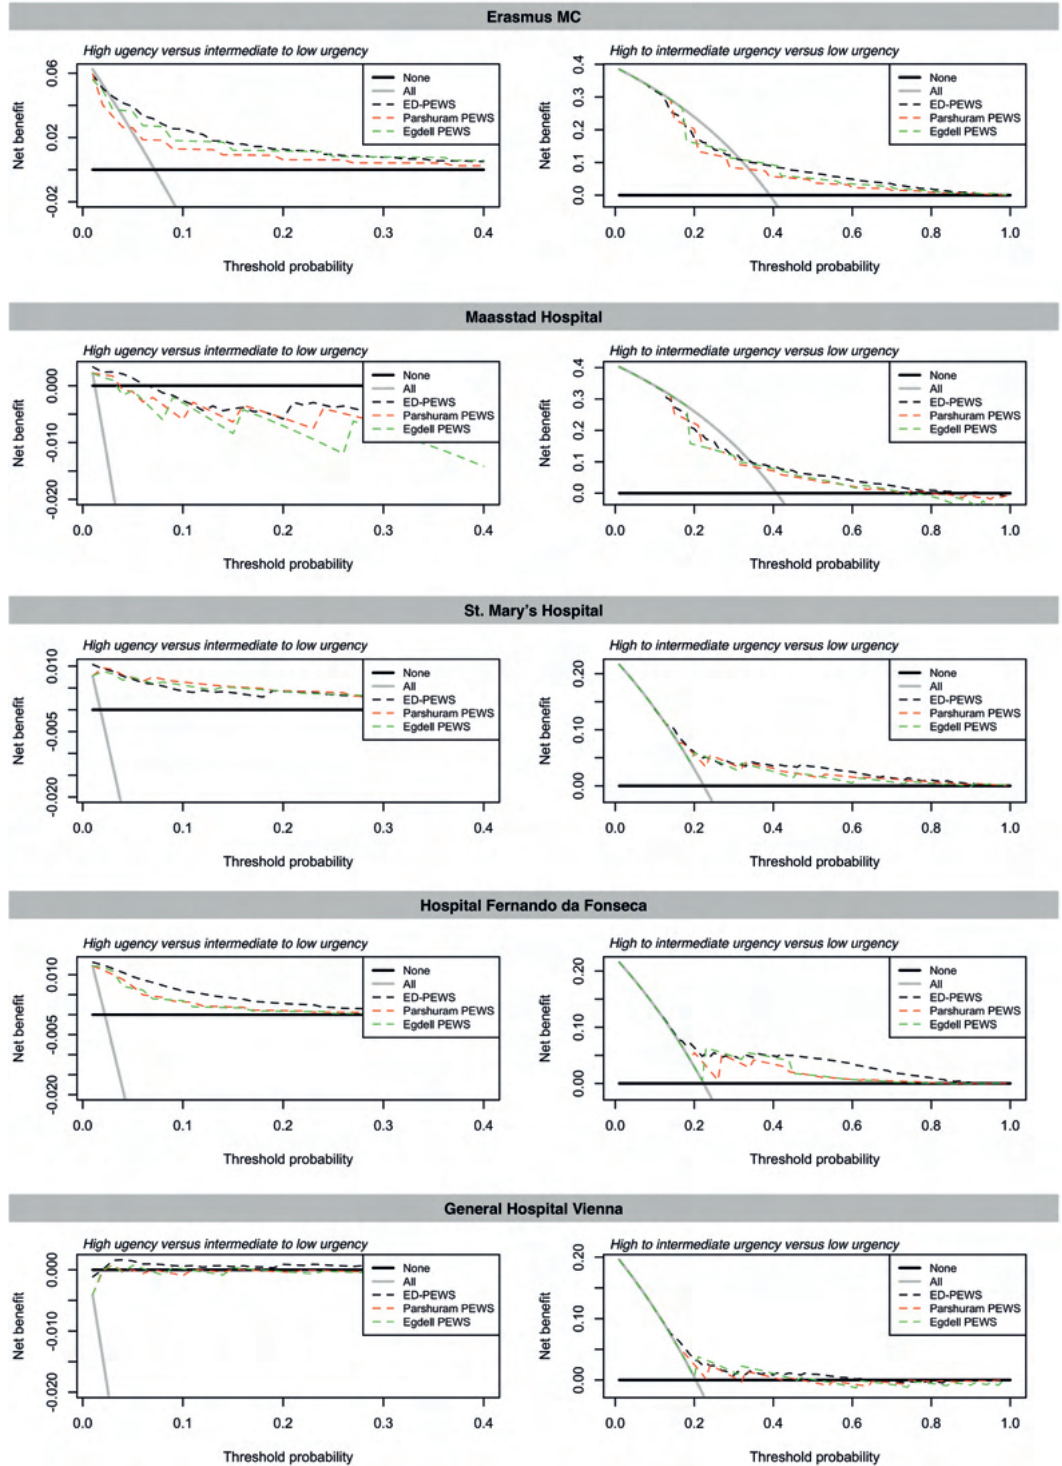 Erasmus MC
High ugency versus intermediate to low urgency
Net benefit
0.06
0.02
-0.02
None
All
ED-PEWS
Parshuram PEWS
Egdell PEWS
0.0 0.1 0.2 0.3 0.4
Threshold probability
High to intermediate urgency versus low urgency
Net benefit
0.4
0.3
0.2
0.1
0.0
None
All
ED-PEWS
Parshuram PEWS
Egdell PEWS
0.0 0.2 0.4 0.6 0.8 1.0
Threshold probability
Maasstad Hospital
High ugency versus intermediate to low urgency
Net benefit
0.000
-0.010
-0.020
None
All
ED-PEWS
Parshuram PEWS
Egdell PEWS
0.0 0.1 0.2 0.3 0.4
Threshold probability
High to intermediate urgency versus low urgency
Net benefit
0.4
0.3
0.2
0.1
0.0
None
All
ED-PEWS
Parshuram PEWS
Egdell PEWS
0.0 0.2 0.4 0.6 0.8 1.0
Threshold probability
St. Mary's Hospital
High ugency versus intermediate to low urgency
Net benefit
0.010
-0.005
-0.020
None
All
ED-PEWS
Parshuram PEWS
Egdell PEWS
0.0 0.1 0.2 0.3 0.4
Threshold probability
High to intermediate urgency versus low urgency
Net benefit
0.20
0.10
0.00
None
All
ED-PEWS
Parshuram PEWS
Egdell PEWS
0.0 0.2 0.4 0.6 0.8 1.0
Threshold probability
Hospital Fernando da Fonseca
High ugency versus intermediate to low urgency
Net benefit
0.010
-0.005
-0.020
None
All
ED-PEWS
Parshuram PEWS
Egdell PEWS
0.0 0.1 0.2 0.3 0.4
Threshold probability
High to intermediate urgency versus low urgency
Net benefit
0.20
0.10
0.00
None
All
ED-PEWS
Parshuram PEWS
Egdell PEWS
0.0 0.2 0.4 0.6 0.8 1.0
Threshold probability
General Hospital Vienna
High ugency versus intermediate to low urgency
Net benefit
0.000
-0.010
-0.020
None
All
ED-PEWS
Parshuram PEWS
Egdell PEWS
0.0 0.1 0.2 0.3 0.4
Threshold probability
High to intermediate urgency versus low urgency
Net benefit
0.20
0.10
0.00
None
All
ED-PEWS
Parshuram PEWS
Egdell PEWS
0.0 0.2 0.4 0.6 0.8 1.0
Threshold probability